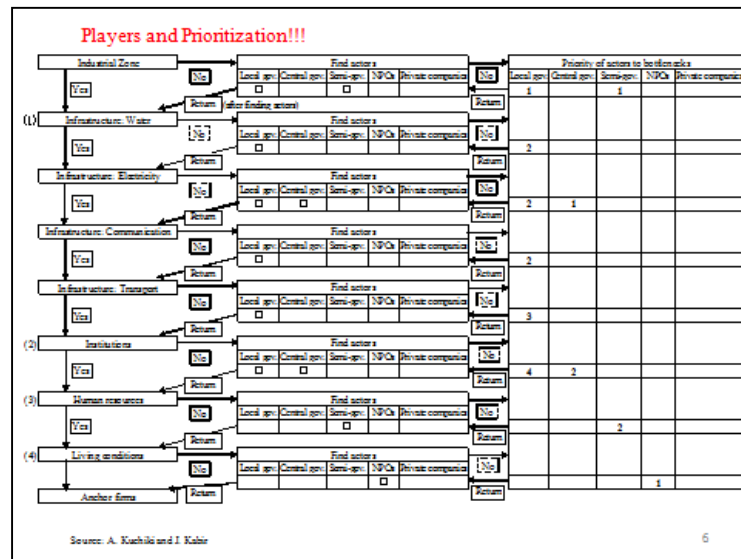 Players and Prioritization!!!
Industrial Zone
No
Find actors
No
Priority of actors to bottlenecks
Local gov. Central gov. Semi-gov. NPOs Private companies
Local gov. Central gov. Semi-gov. NPOs Private companies
Yes
Return (after finding actors)
Return
1 1
(1) Infrastructure: Water
No
Find actors
No
Local gov. Central gov. Semi-gov. NPOs Private companies
Yes
Return
Return
2
Infrastructure: Electricity
No
Find actors
No
Local gov. Central gov. Semi-gov. NPOs Private companies
Yes
Return
Return
2 1
Infrastructure: Communication
No
Find actors
No
Local gov. Central gov. Semi-gov. NPOs Private companies
Yes
Return
Return
2
Infrastructure: Transport
No
Find actors
No
Local gov. Central gov. Semi-gov. NPOs Private companies
Yes
Return
Return
3
(2) Institutions
No
Find actors
No
Local gov. Central gov. Semi-gov. NPOs Private companies
Yes
Return
Return
4 2
(3) Human resources
No
Find actors
No
Local gov. Central gov. Semi-gov. NPOs Private companies
Yes
Return
Return
2
(4) Living conditions
No
Find actors
No
Local gov. Central gov. Semi-gov. NPOs Private companies
Return
Return
1
Anchor firms
Source: A. Kuchiki and J. Kabir
6